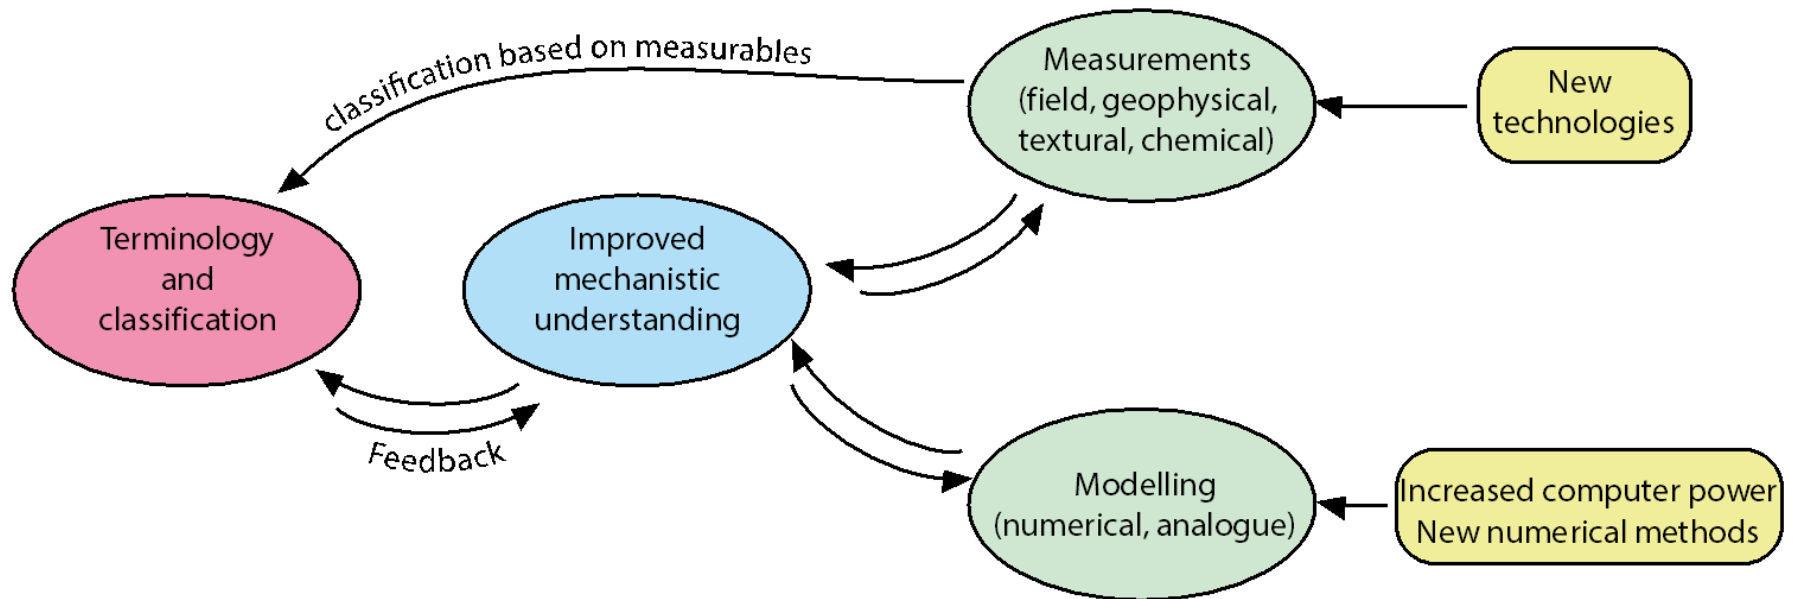 classification based on measurables
Measurements
(field, geophysical,
textural, chemical)
New
technologies
Terminology
and
classification
Improved
mechanistic
understanding
Feedback
Modelling
(numerical, analogue)
Increased computer power
New numerical methods